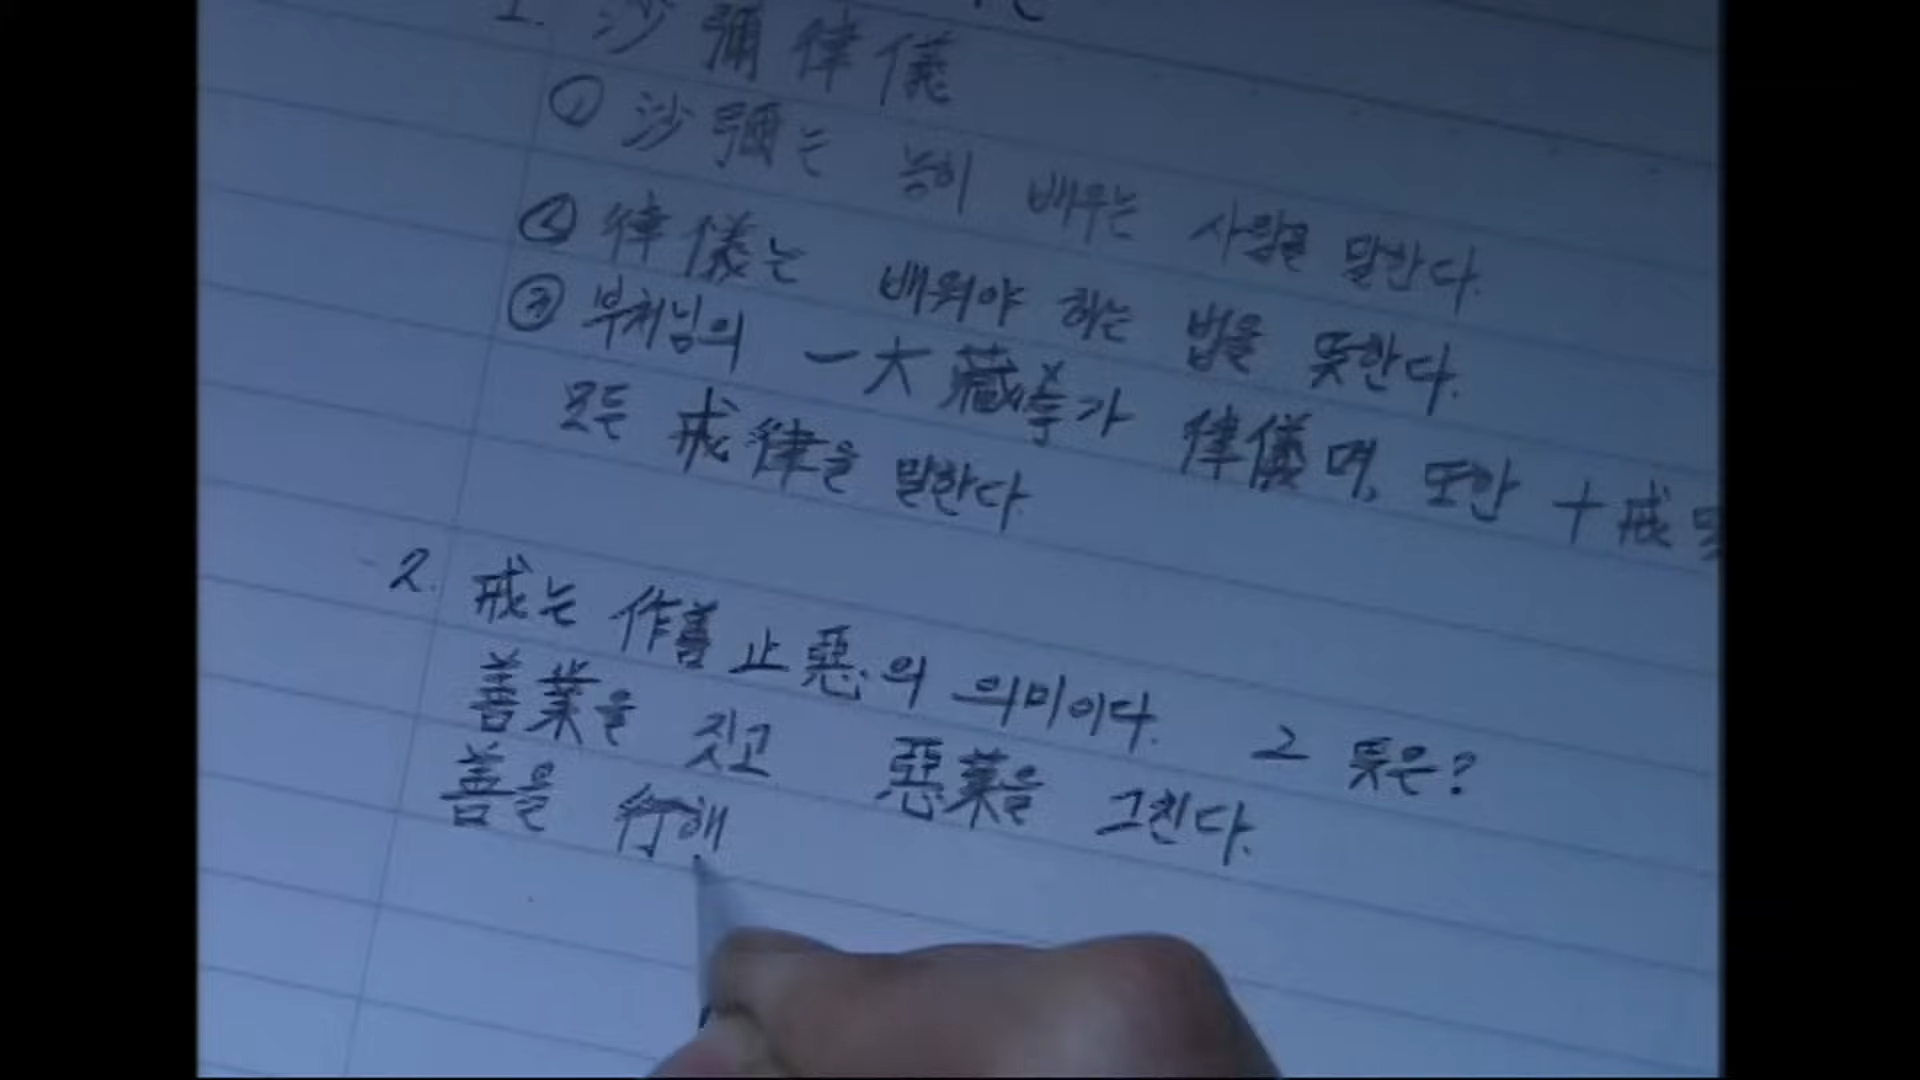 1. 沙彌律儀
① 沙彌는 능히 배우는 사람을 말한다.
② 律儀는 배워야 하는 법을 뜻한다.
③ 부처님의 一大藏敎가 律儀며, 또한 十戒
모든 戒律을 말한다.
2. 戒는 作善止惡의 의미이다. 그 뜻은?
善業을 짓고 惡業을 그친다.
善을 行해